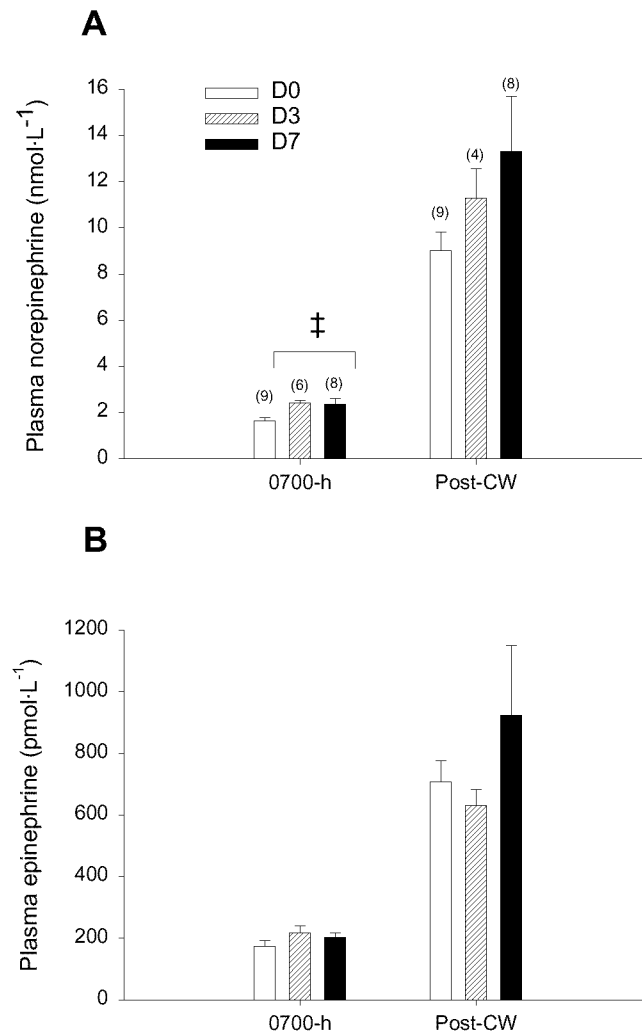 A
Plasma norepinephrine (nmol·L⁻¹)
16
14
12
10
8
6
4
2
0
D0
D3
D7
(9)
(6)
(8)
‡
(9)
(4)
(8)
0700-h
Post-CW
B
Plasma epinephrine (pmol·L⁻¹)
1200
1000
800
600
400
200
0
0700-h
Post-CW